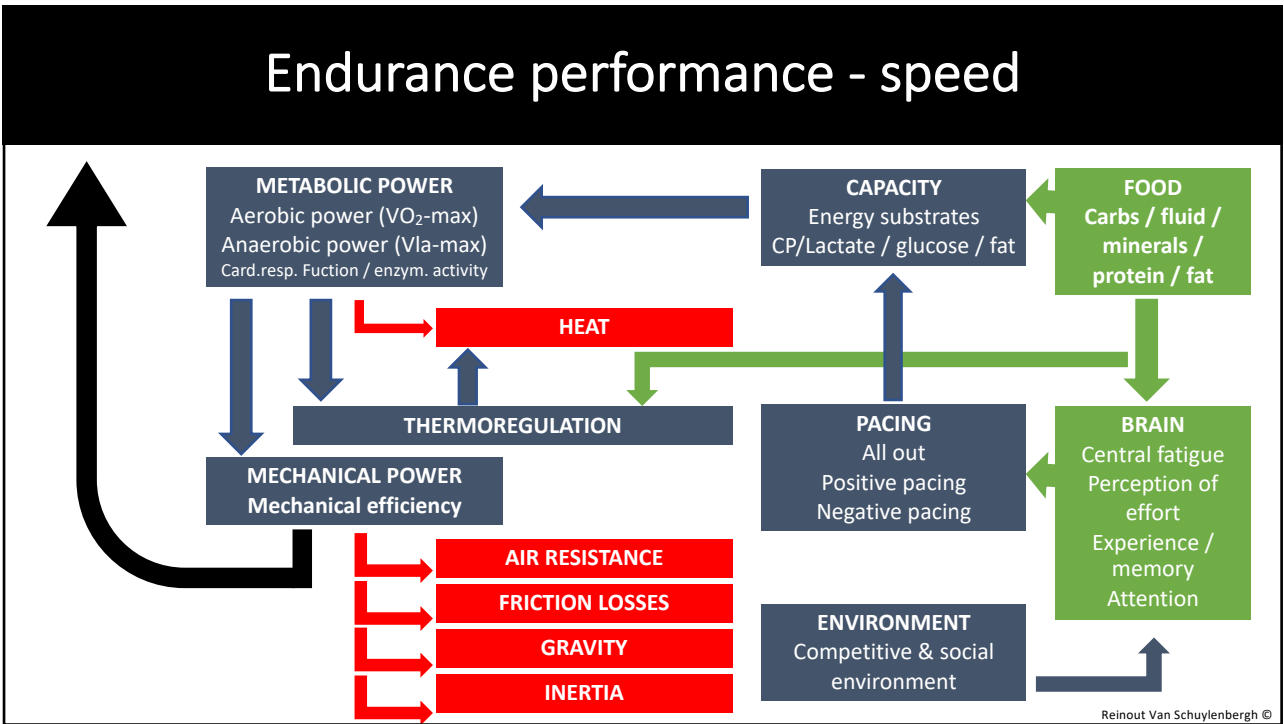 Endurance performance - speed
METABOLIC POWER
Aerobic power (VO₂-max)
Anaerobic power (Vla-max)
Card.resp. Fuction / enzym. activity
CAPACITY
Energy substrates
CP/Lactate / glucose / fat
FOOD
Carbs / fluid /
minerals /
protein / fat
HEAT
THERMOREGULATION
MECHANICAL POWER
Mechanical efficiency
PACING
All out
Positive pacing
Negative pacing
BRAIN
Central fatigue
Perception of
effort
Experience /
memory
Attention
AIR RESISTANCE
FRICTION LOSSES
GRAVITY
INERTIA
ENVIRONMENT
Competitive & social
environment
Reinout Van Schuylenbergh ©